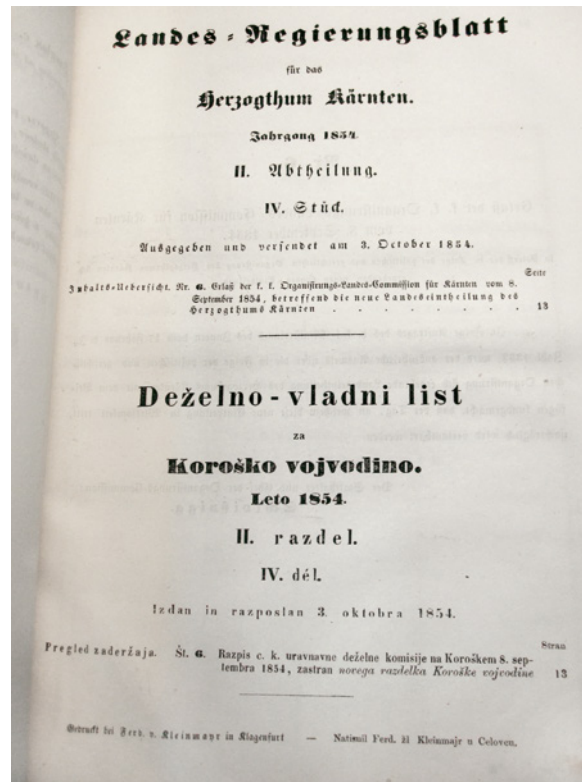 Landes-Regierungsblatt
für das
Herzogthum Kärnten.
Jahrgang 1854.
II. Abtheilung.
IV. Stück.
Ausgegeben und versendet am 3. October 1854.
Seite
Inhalts-Uebersicht. Nr. 6. Erlaß der k. k. Organisirungs-Landes-Commission für Kärnten vom 8.
September 1854, betreffend die neue Landeseintheilung des
Herzogthums Kärnten . . . . . . 13
Deželno-vladni list
za
Koroško vojvodino.
Leto 1854.
II. razdel.
IV. dél.
Izdan in razposlan 3. oktobra 1854.
Stran
Pregled zaderžaja. Št. 6. Razpis c. k. uravnavne deželne komisije na Koroškem 8. sep-
tembra 1854, zastran novega razdelka Koroške vojvodine 13
Gedruckt bei Ferd. v. Kleinmayr in Klagenfurt — Natisnil Ferd. žl Kleinmajr u Celovcu.